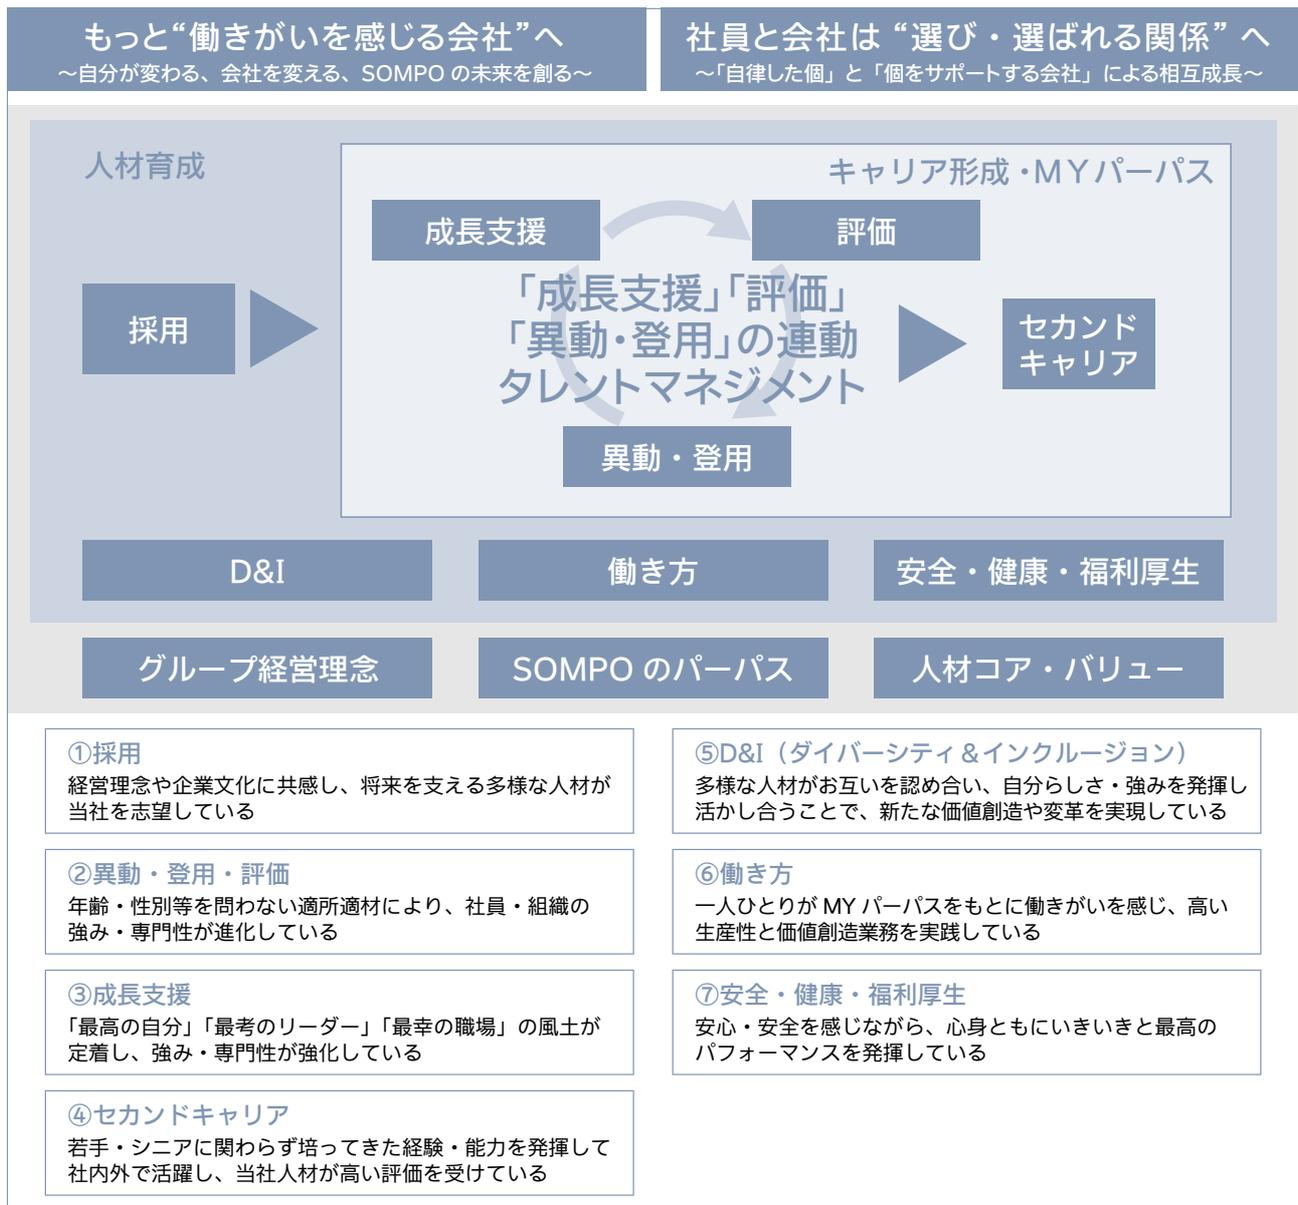 もっと“働きがいを感じる会社”へ
～自分が変わる、会社を変える、SOMPO の未来を創る～
社員と会社は “選び・選ばれる関係” へ
～「自律した個」と「個をサポートする会社」による相互成長～
人材育成
キャリア形成・MYパーパス
成長支援
評価
採用
「成長支援」「評価」
「異動・登用」の連動
タレントマネジメント
セカンド
キャリア
異動・登用
D&I
働き方
安全・健康・福利厚生
グループ経営理念
SOMPO のパーパス
人材コア・バリュー
①採用
経営理念や企業文化に共感し、将来を支える多様な人材が
当社を志望している
②異動・登用・評価
年齢・性別等を問わない適所適材により、社員・組織の
強み・専門性が進化している
③成長支援
「最高の自分」「最考のリーダー」「最幸の職場」の風土が
定着し、強み・専門性が強化している
④セカンドキャリア
若手・シニアに関わらず培ってきた経験・能力を発揮して
社内外で活躍し、当社人材が高い評価を受けている
⑤D&I（ダイバーシティ＆インクルージョン）
多様な人材がお互いを認め合い、自分らしさ・強みを発揮し
活かし合うことで、新たな価値創造や変革を実現している
⑥働き方
一人ひとりが MY パーパスをもとに働きがいを感じ、高い
生産性と価値創造業務を実践している
⑦安全・健康・福利厚生
安心・安全を感じながら、心身ともにいきいきと最高の
パフォーマンスを発揮している